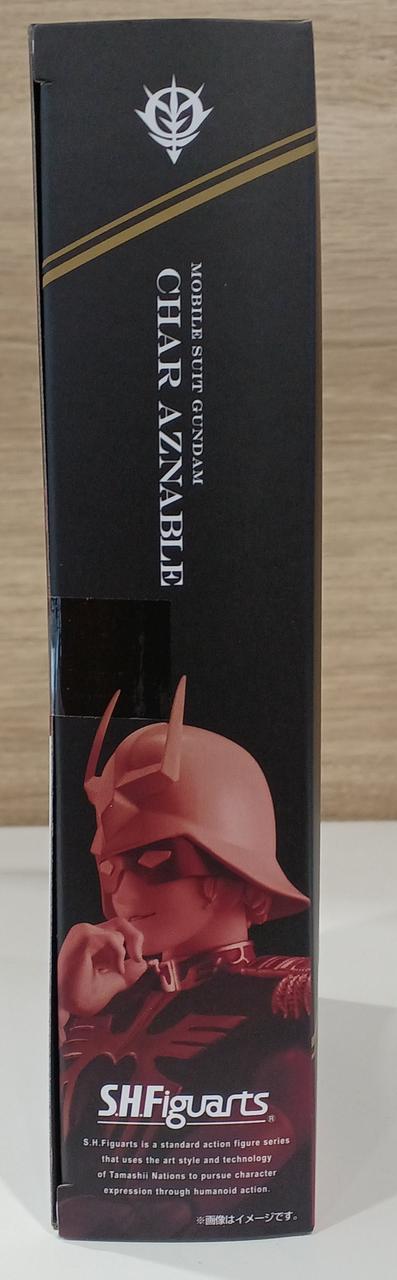 MOBILE SUIT GUNDAM
CHAR AZNABLE
S.H.Figuarts®
S.H.Figuarts is a standard action figure series
that uses the art style and technology
of Tamashii Nations to pursue character
expression through humanoid action.
※画像はイメージです。